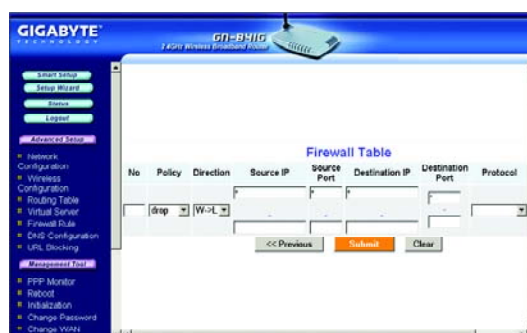 GIGABYTE
TECHNOLOGY
GN-B41G
2.4GHz Wireless Broadband Router
Smart Setup
Setup Wizard
Status
Logout
Advanced Setup
Network Configuration
Wireless Configuration
Routing Table
Virtual Server
Firewall Rule
DNS Configuration
URL Blocking
Management Tool
PPP Monitor
Reboot
Initialization
Change Password
Change WAN
Firewall Table
No Policy Direction Source IP Source Port Destination IP Destination Port Protocol
* * * *
drop W->L - - - -
<< Previous Submit Clear